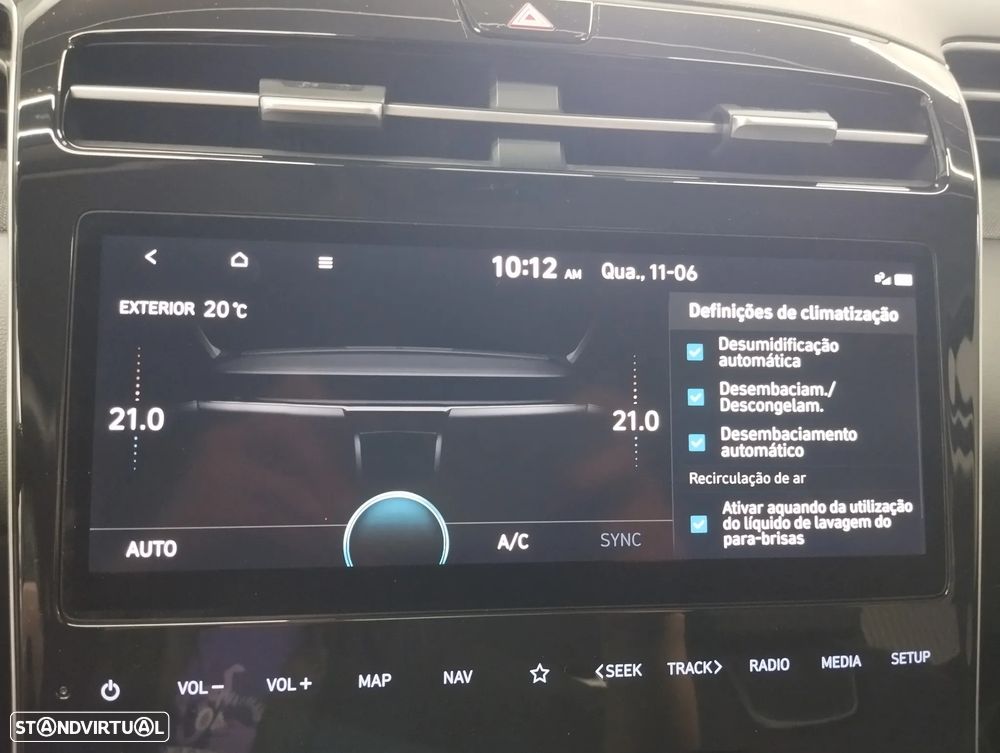 10:12 AM Qua., 11-06
EXTERIOR 20°C
Definições de climatização
Desumidificação
automática
Desembaciam./
Descongelam.
21.0
21.0
Desembaciamento
automático
Recirculação de ar
Ativar aquando da utilização
do líquido de lavagem do
para-brisas
AUTO
A/C
SYNC
VOL− VOL+ MAP NAV <SEEK TRACK> RADIO MEDIA SETUP
STANDVIRTUAL